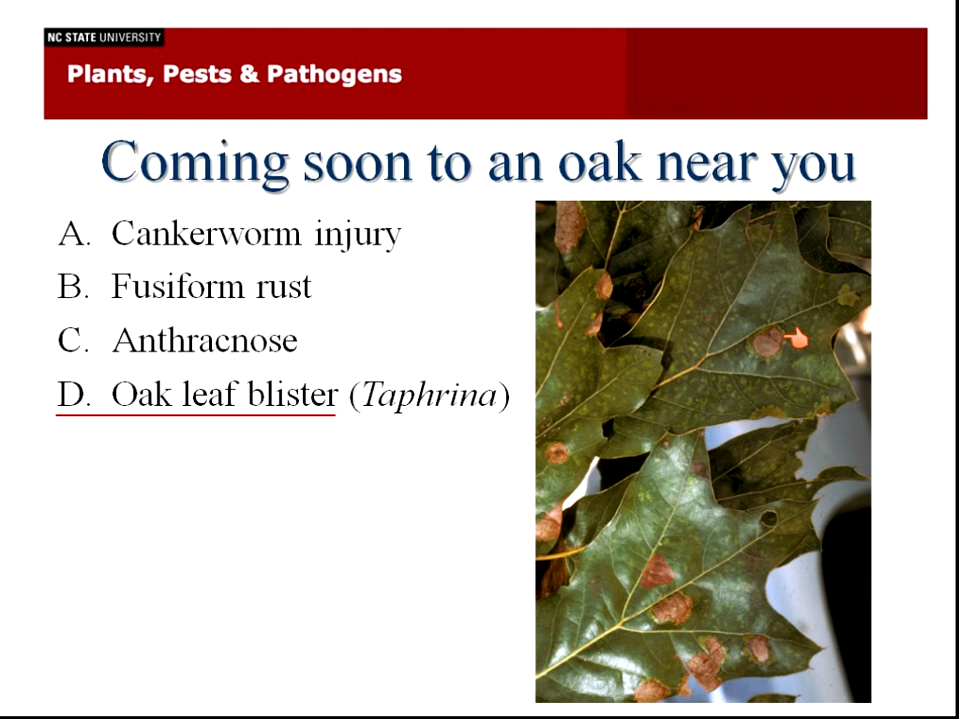 NC STATE UNIVERSITY
Plants, Pests & Pathogens
Coming soon to an oak near you
A. Cankerworm injury
B. Fusiform rust
C. Anthracnose
D. Oak leaf blister (Taphrina)